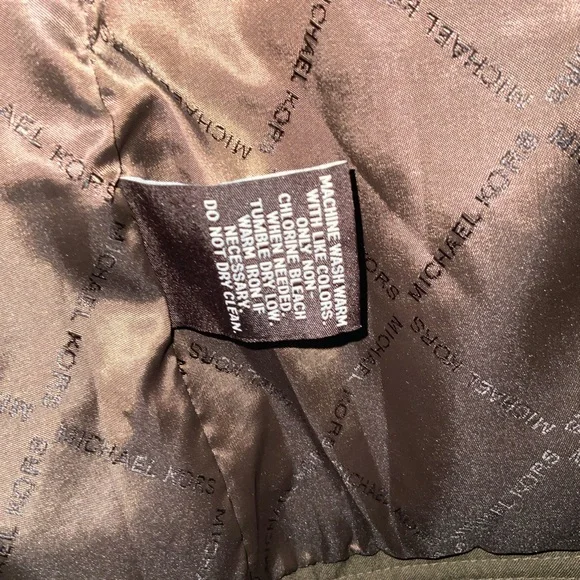 MACHINE WASH WARM
WITH LIKE COLORS.
ONLY NON-
CHLORINE BLEACH
WHEN NEEDED.
TUMBLE DRY LOW.
WARM IRON IF
NECESSARY.
DO NOT DRY CLEAN.
MICHAEL KORS
MICHAEL KORS
MICHAEL KORS
MICHAEL KORS
MICHAEL KORS
MICHAEL KORS
MICHAEL KORS